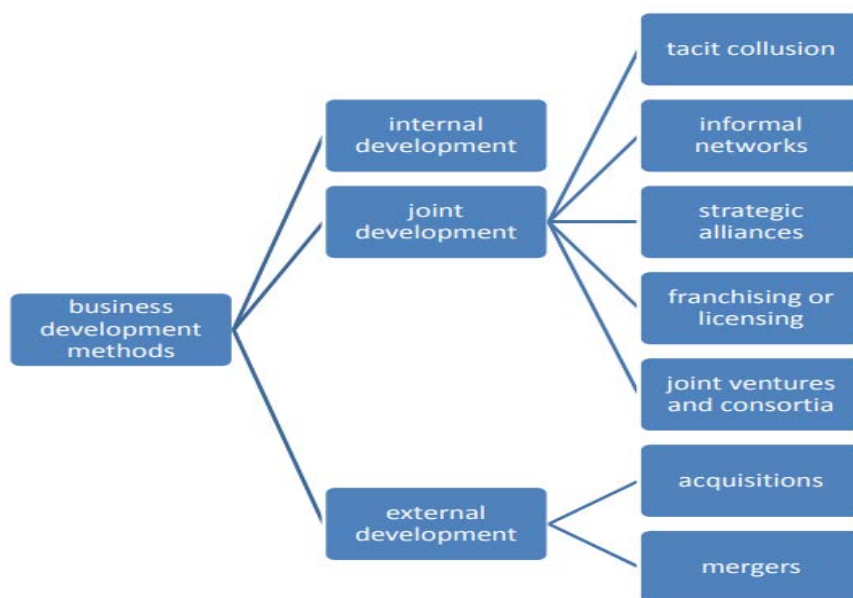 business
development
methods
internal
development
joint
development
external
development
tacit collusion
informal
networks
strategic
alliances
franchising or
licensing
joint ventures
and consortia
acquisitions
mergers